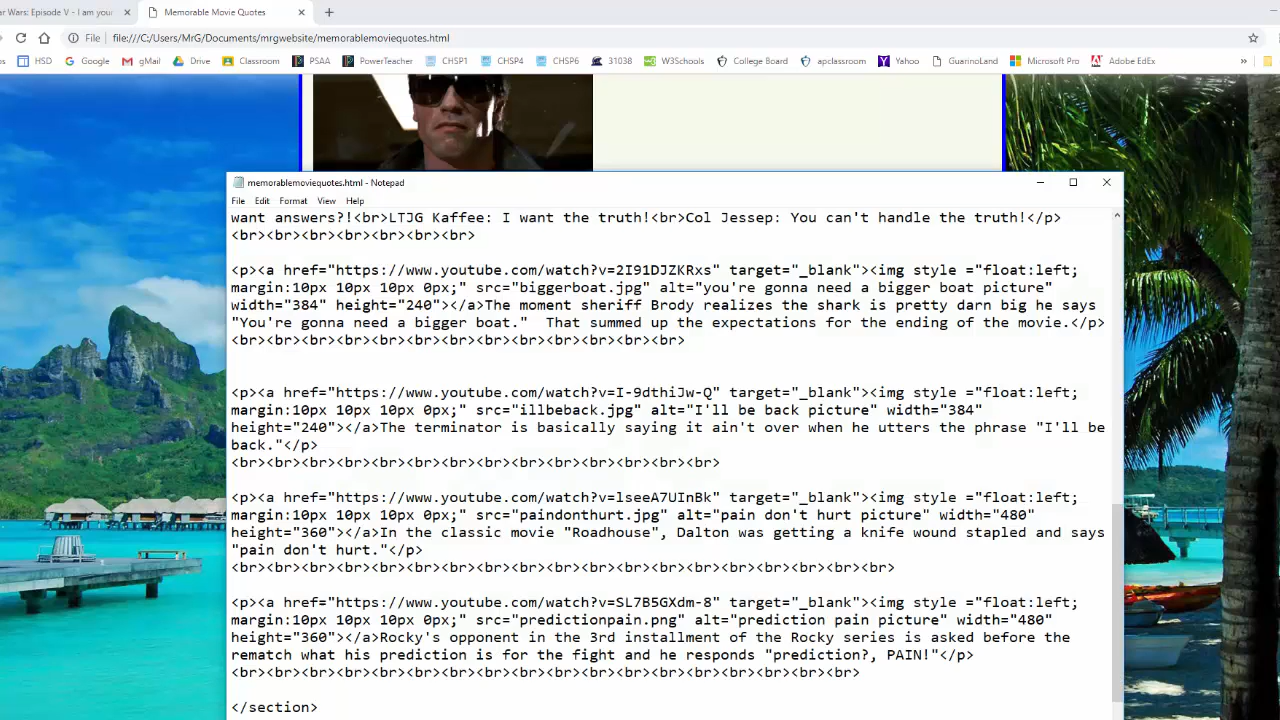 ar Wars: Episode V - I am your
Memorable Movie Quotes
File file:///C:/Users/MrG/Documents/mrgwebsite/memorablemoviequotes.html
HSD Google gMail Drive Classroom PSAA PowerTeacher CHSP1 CHSP4 CHSP6 31038 W3Schools College Board apclassroom Yahoo GuarinoLand Microsoft Pro Adobe EdEx »
memorablemoviequotes.html - Notepad
File Edit Format View Help
want answers?!<br>LTJG Kaffee: I want the truth!<br>Col Jessep: You can't handle the truth!</p>
<br><br><br><br><br><br><br>
<p><a href="https://www.youtube.com/watch?v=2I91DJZKRxs" target="_blank"><img style ="float:left;
margin:10px 10px 10px 0px;" src="biggerboat.jpg" alt="you're gonna need a bigger boat picture"
width="384" height="240"></a>The moment sheriff Brody realizes the shark is pretty darn big he says
"You're gonna need a bigger boat."  That summed up the expectations for the ending of the movie.</p>
<br><br><br><br><br><br><br><br><br><br><br><br><br>
<p><a href="https://www.youtube.com/watch?v=I-9dthiJw-Q" target="_blank"><img style ="float:left;
margin:10px 10px 10px 0px;" src="illbeback.jpg" alt="I'll be back picture" width="384"
height="240"></a>The terminator is basically saying it ain't over when he utters the phrase "I'll be
back."</p>
<br><br><br><br><br><br><br><br><br><br><br><br><br><br>
<p><a href="https://www.youtube.com/watch?v=lseeA7UInBk" target="_blank"><img style ="float:left;
margin:10px 10px 10px 0px;" src="paindonthurt.jpg" alt="pain don't hurt picture" width="480"
height="360"></a>In the classic movie "Roadhouse", Dalton was getting a knife wound stapled and says
"pain don't hurt."</p>
<br><br><br><br><br><br><br><br><br><br><br><br><br><br><br><br><br><br><br>
<p><a href="https://www.youtube.com/watch?v=SL7B5GXdm-8" target="_blank"><img style ="float:left;
margin:10px 10px 10px 0px;" src="predictionpain.png" alt="prediction pain picture" width="480"
height="360"></a>Rocky's opponent in the 3rd installment of the Rocky series is asked before the
rematch what his prediction is for the fight and he responds "prediction?, PAIN!"</p>
<br><br><br><br><br><br><br><br><br><br><br><br><br><br><br><br><br><br>
</section>